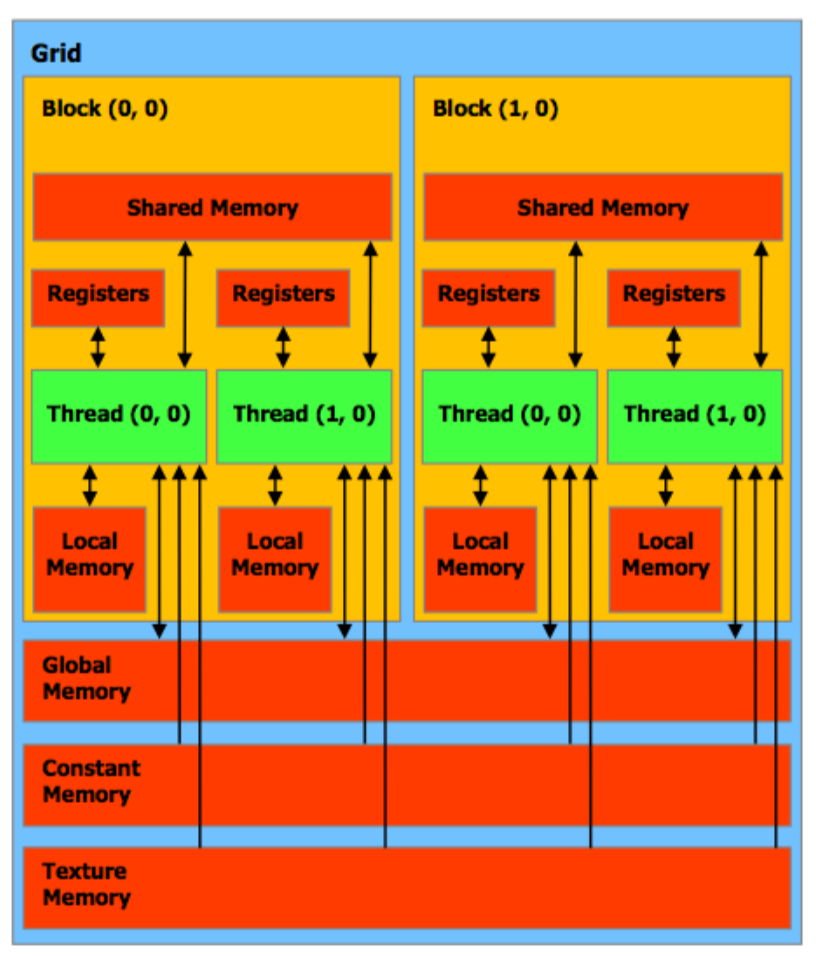 Grid
Block (0, 0)
Block (1, 0)
Shared Memory
Shared Memory
Registers
Registers
Registers
Registers
Thread (0, 0)
Thread (1, 0)
Thread (0, 0)
Thread (1, 0)
Local
Memory
Local
Memory
Local
Memory
Local
Memory
Global
Memory
Constant
Memory
Texture
Memory